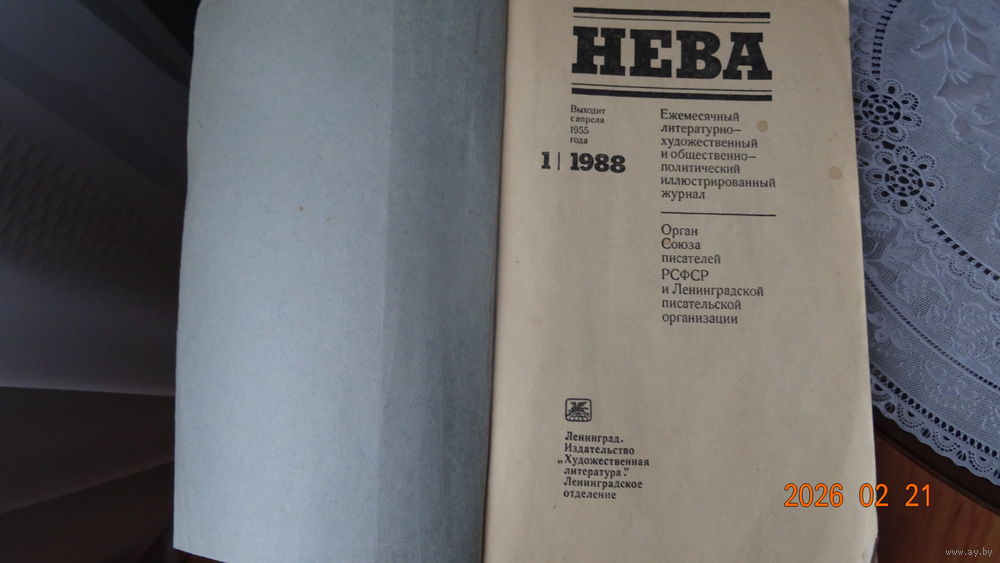 НЕВА
Выходит
с апреля
1955
года
1 | 1988
Ежемесячный
литературно—
художественный
и общественно—
политический
иллюстрированный
журнал
Орган
Союза
писателей
РСФСР
и Ленинградской
писательской
организации
Ленинград.
Издательство
„Художественная
литература".
Ленинградское
отделение
2026 02 21
www.ay.by